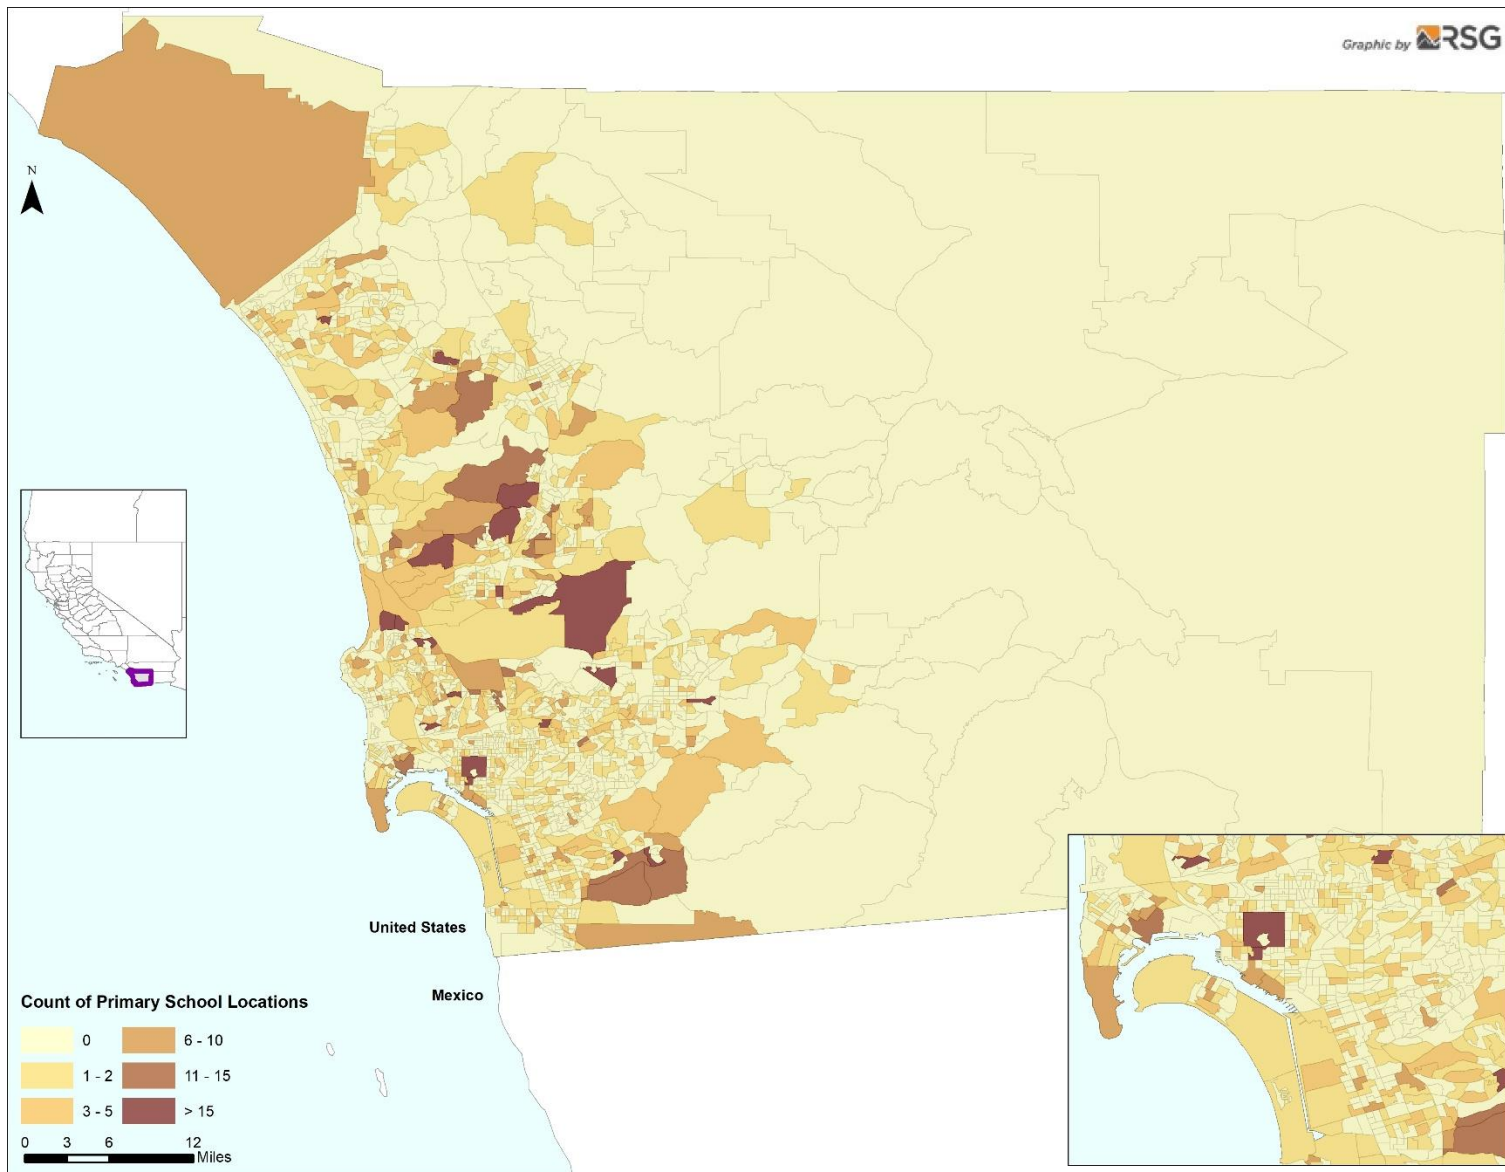 Graphic by RSG
N
United States
Mexico
Count of Primary School Locations
0
6 - 10
1 - 2
11 - 15
3 - 5
> 15
0 3 6 12
Miles